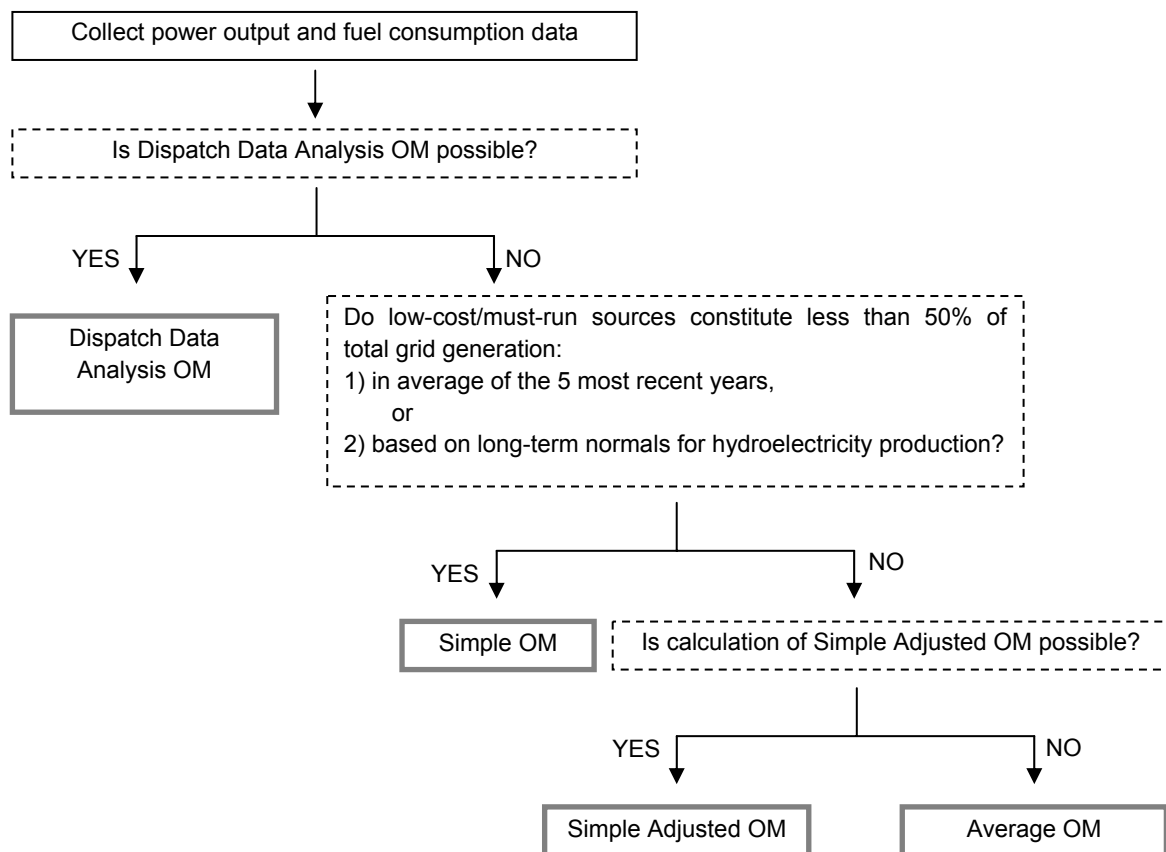 Collect power output and fuel consumption data
Is Dispatch Data Analysis OM possible?
YES
NO
Dispatch Data
Analysis OM
Do low-cost/must-run sources constitute less than 50% of
total grid generation:
1) in average of the 5 most recent years,
or
2) based on long-term normals for hydroelectricity production?
YES
NO
Simple OM
Is calculation of Simple Adjusted OM possible?
YES
NO
Simple Adjusted OM
Average OM